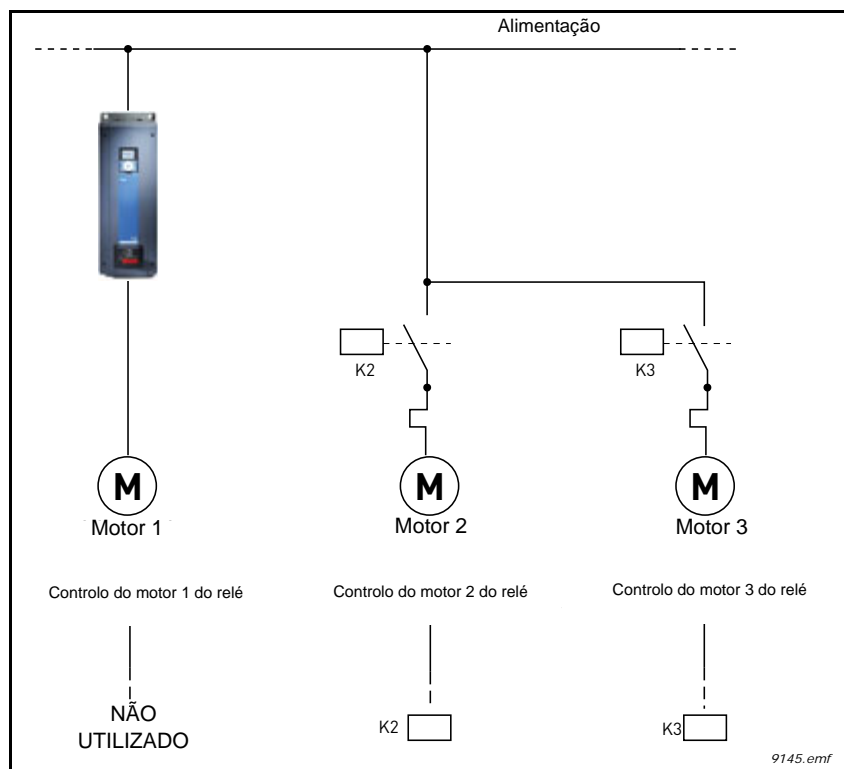 Alimentação
K2
K3
M
M
M
Motor 1
Motor 2
Motor 3
Controlo do motor 1 do relé
Controlo do motor 2 do relé
Controlo do motor 3 do relé
NÃO
UTILIZADO
K2
K3
9145.emf